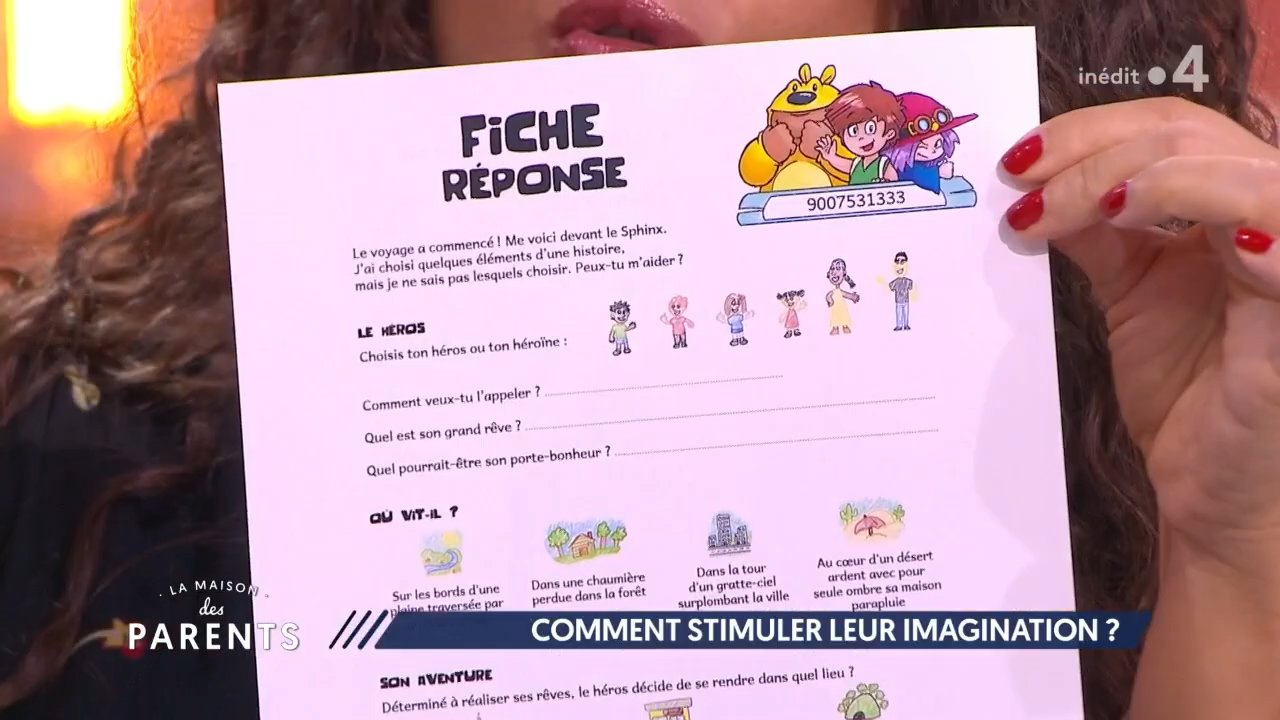 inédit 4
FiCHE
RÉPONSE
9007531333
Le voyage a commencé ! Me voici devant le Sphinx.
J'ai choisi quelques éléments d'une histoire,
mais je ne sais pas lesquels choisir. Peux-tu m'aider ?
LE HÉROS
Choisis ton héros ou ton héroïne :
Comment veux-tu l'appeler ?
Quel est son grand rêve ?
Quel pourrait-être son porte-bonheur ?
OÙ ViT-iL ?
Sur les bords d'une
plaine traversée par
Dans une chaumière
perdue dans la forêt
Dans la tour
d'un gratte-ciel
surplombant la ville
Au cœur d'un désert
ardent avec pour
seule ombre sa maison
parapluie
LA MAISON
des
PARENTS
COMMENT STIMULER LEUR IMAGINATION ?
SON AVENTURE
Déterminé à réaliser ses rêves, le héros décide de se rendre dans quel lieu ?